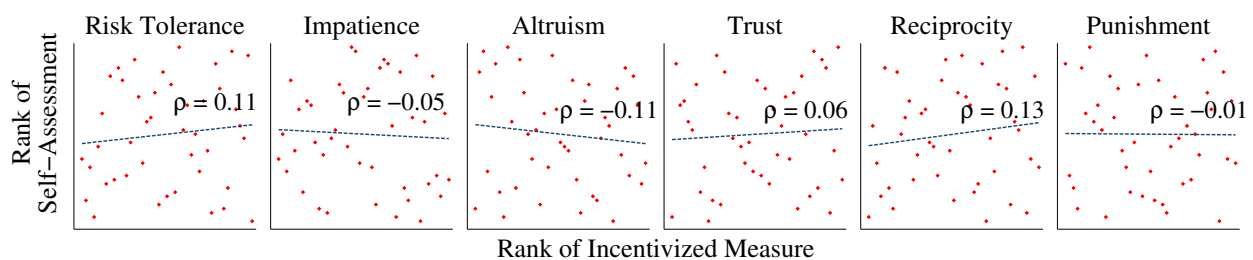 Risk Tolerance
Impatience
Altruism
Trust
Reciprocity
Punishment
ρ = 0.11
ρ = −0.05
ρ = −0.11
ρ = 0.06
ρ = 0.13
ρ = −0.01
Rank of
Self−Assessment
Rank of Incentivized Measure